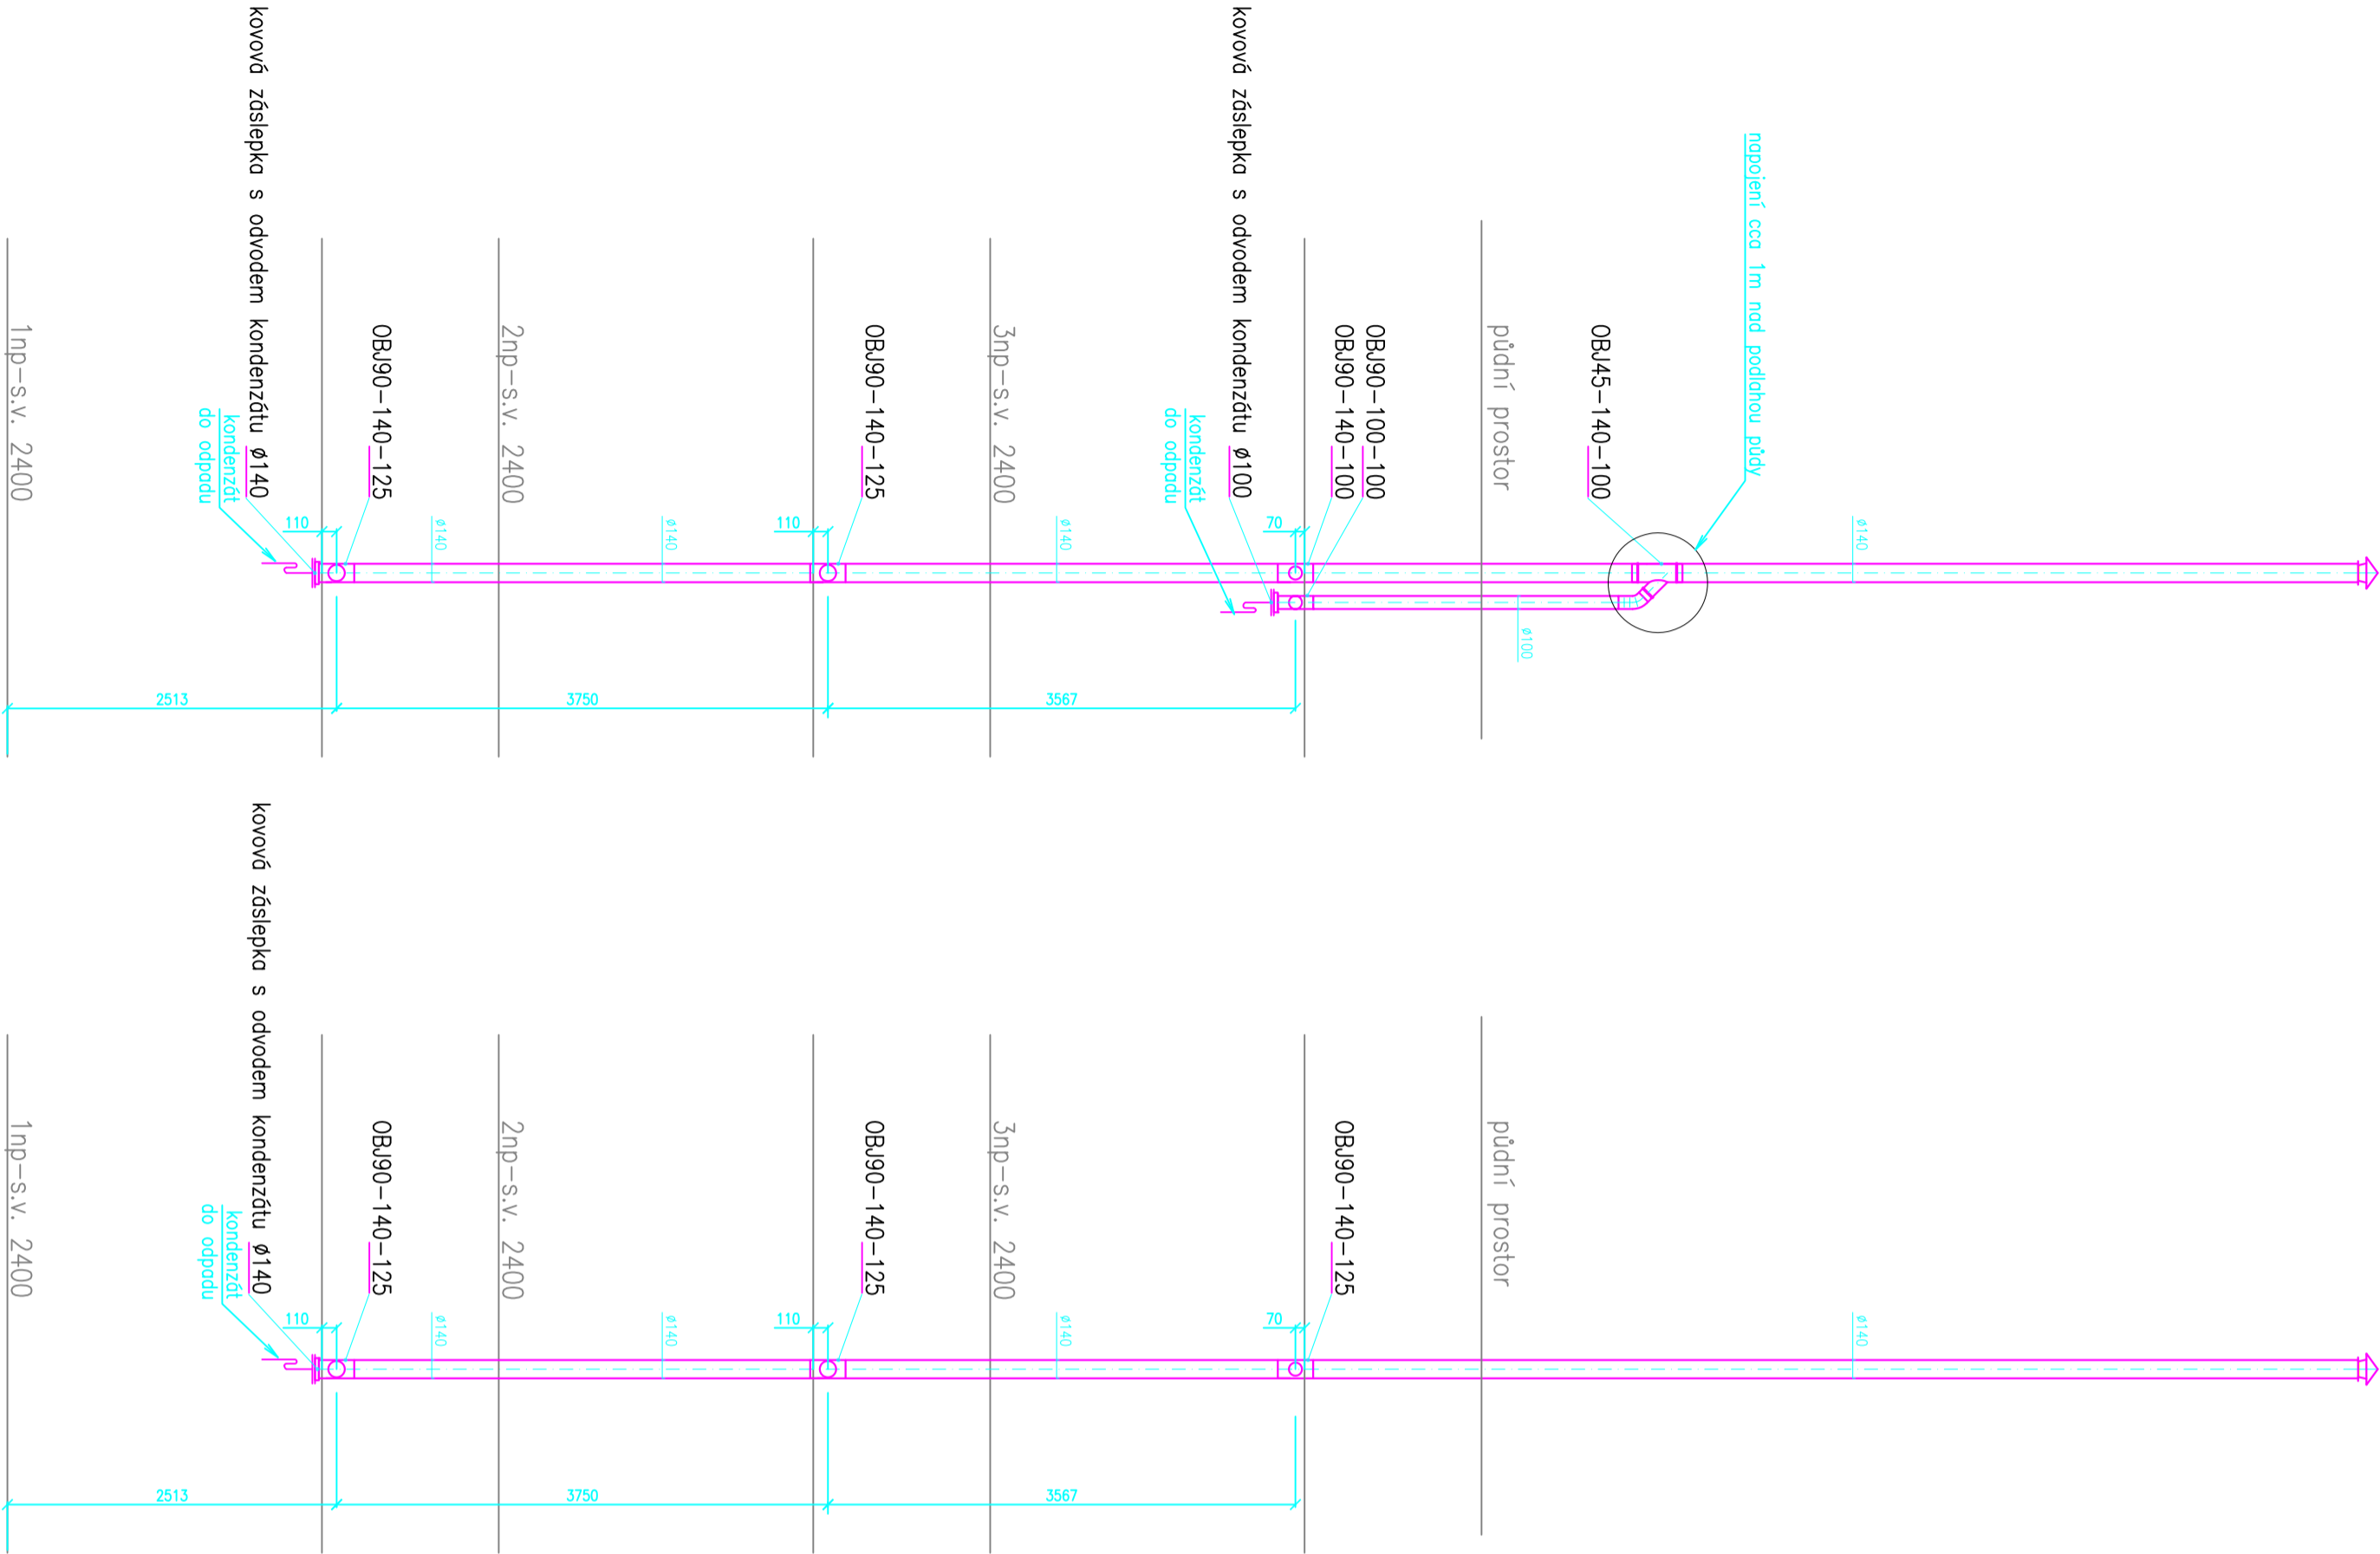 napojení cca 1m nad podlahou půdy
ø140
OBJ45-140-100
ø100
půdní prostor
OBJ90-100-100
OBJ90-140-100
70
kovová záslepka s odvodem kondenzátu ø100
kondenzát
do odpadu
3567
ø140
3np-s.v. 2400
OBJ90-140-125
110
ø140
3750
2np-s.v. 2400
ø140
OBJ90-140-125
110
kovová záslepka s odvodem kondenzátu ø140
kondenzát
do odpadu
2513
1np-s.v. 2400
ø140
půdní prostor
OBJ90-140-125
70
3567
ø140
3np-s.v. 2400
OBJ90-140-125
110
ø140
3750
2np-s.v. 2400
ø140
OBJ90-140-125
110
kovová záslepka s odvodem kondenzátu ø140
kondenzát
do odpadu
2513
1np-s.v. 2400